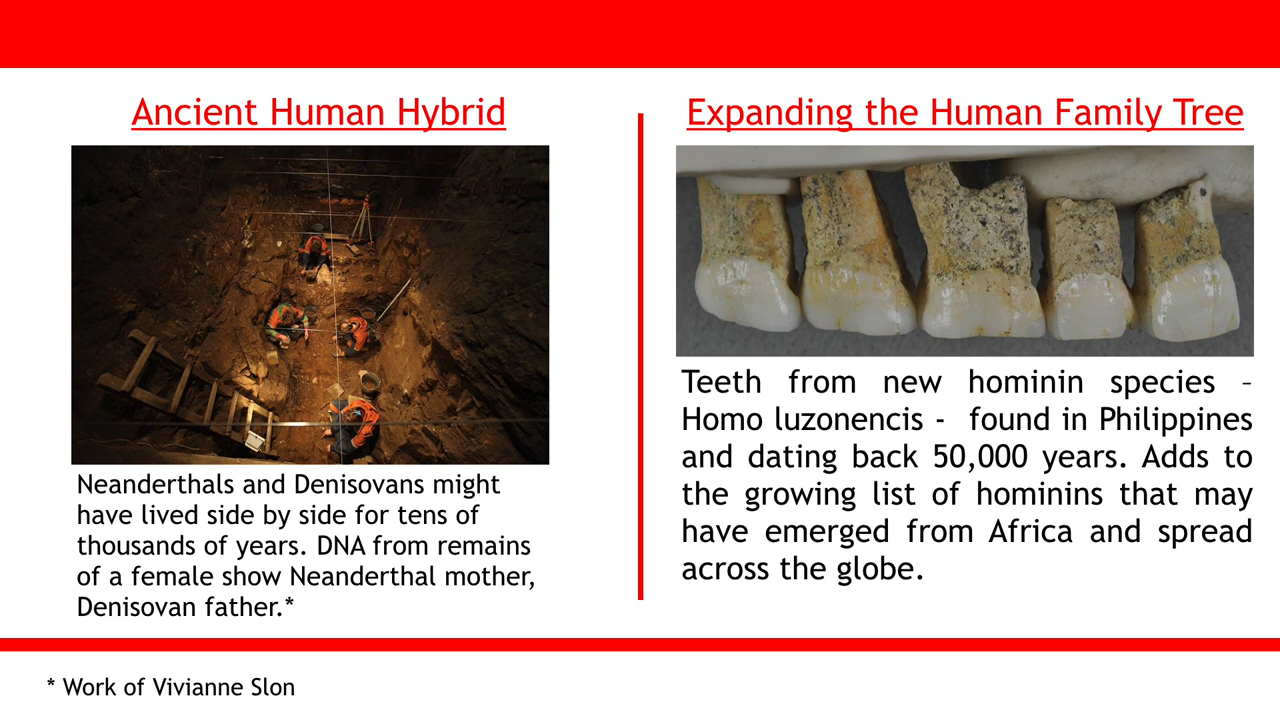 Ancient Human Hybrid
Neanderthals and Denisovans might
have lived side by side for tens of
thousands of years. DNA from remains
of a female show Neanderthal mother,
Denisovan father.*
Expanding the Human Family Tree
Teeth from new hominin species –
Homo luzonencis - found in Philippines
and dating back 50,000 years. Adds to
the growing list of hominins that may
have emerged from Africa and spread
across the globe.
* Work of Vivianne Slon